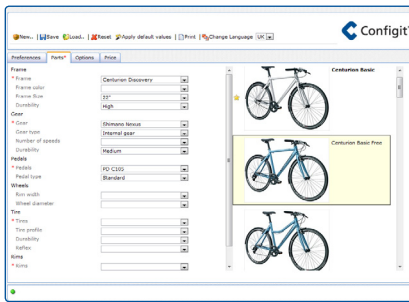 Configit
New.. | Save Load.. | Reset Apply default values | Print | Change Language UK
Preferences Parts* Options Price
Frame
* Frame Centurion Discovery
Frame color
Frame Size 22"
Durability High
Gear
* Gear Shimano Nexus
Gear type Internal gear
Number of speeds
Durability Medium
Pedals
* Pedals PD C105
Pedal type Standard
Wheels
Rim width
Wheel diameter
Tire
* Tires
Tire profile
Durability
Reflex
Rims
* Rims
Centurion Basic
Centurion Basic Free